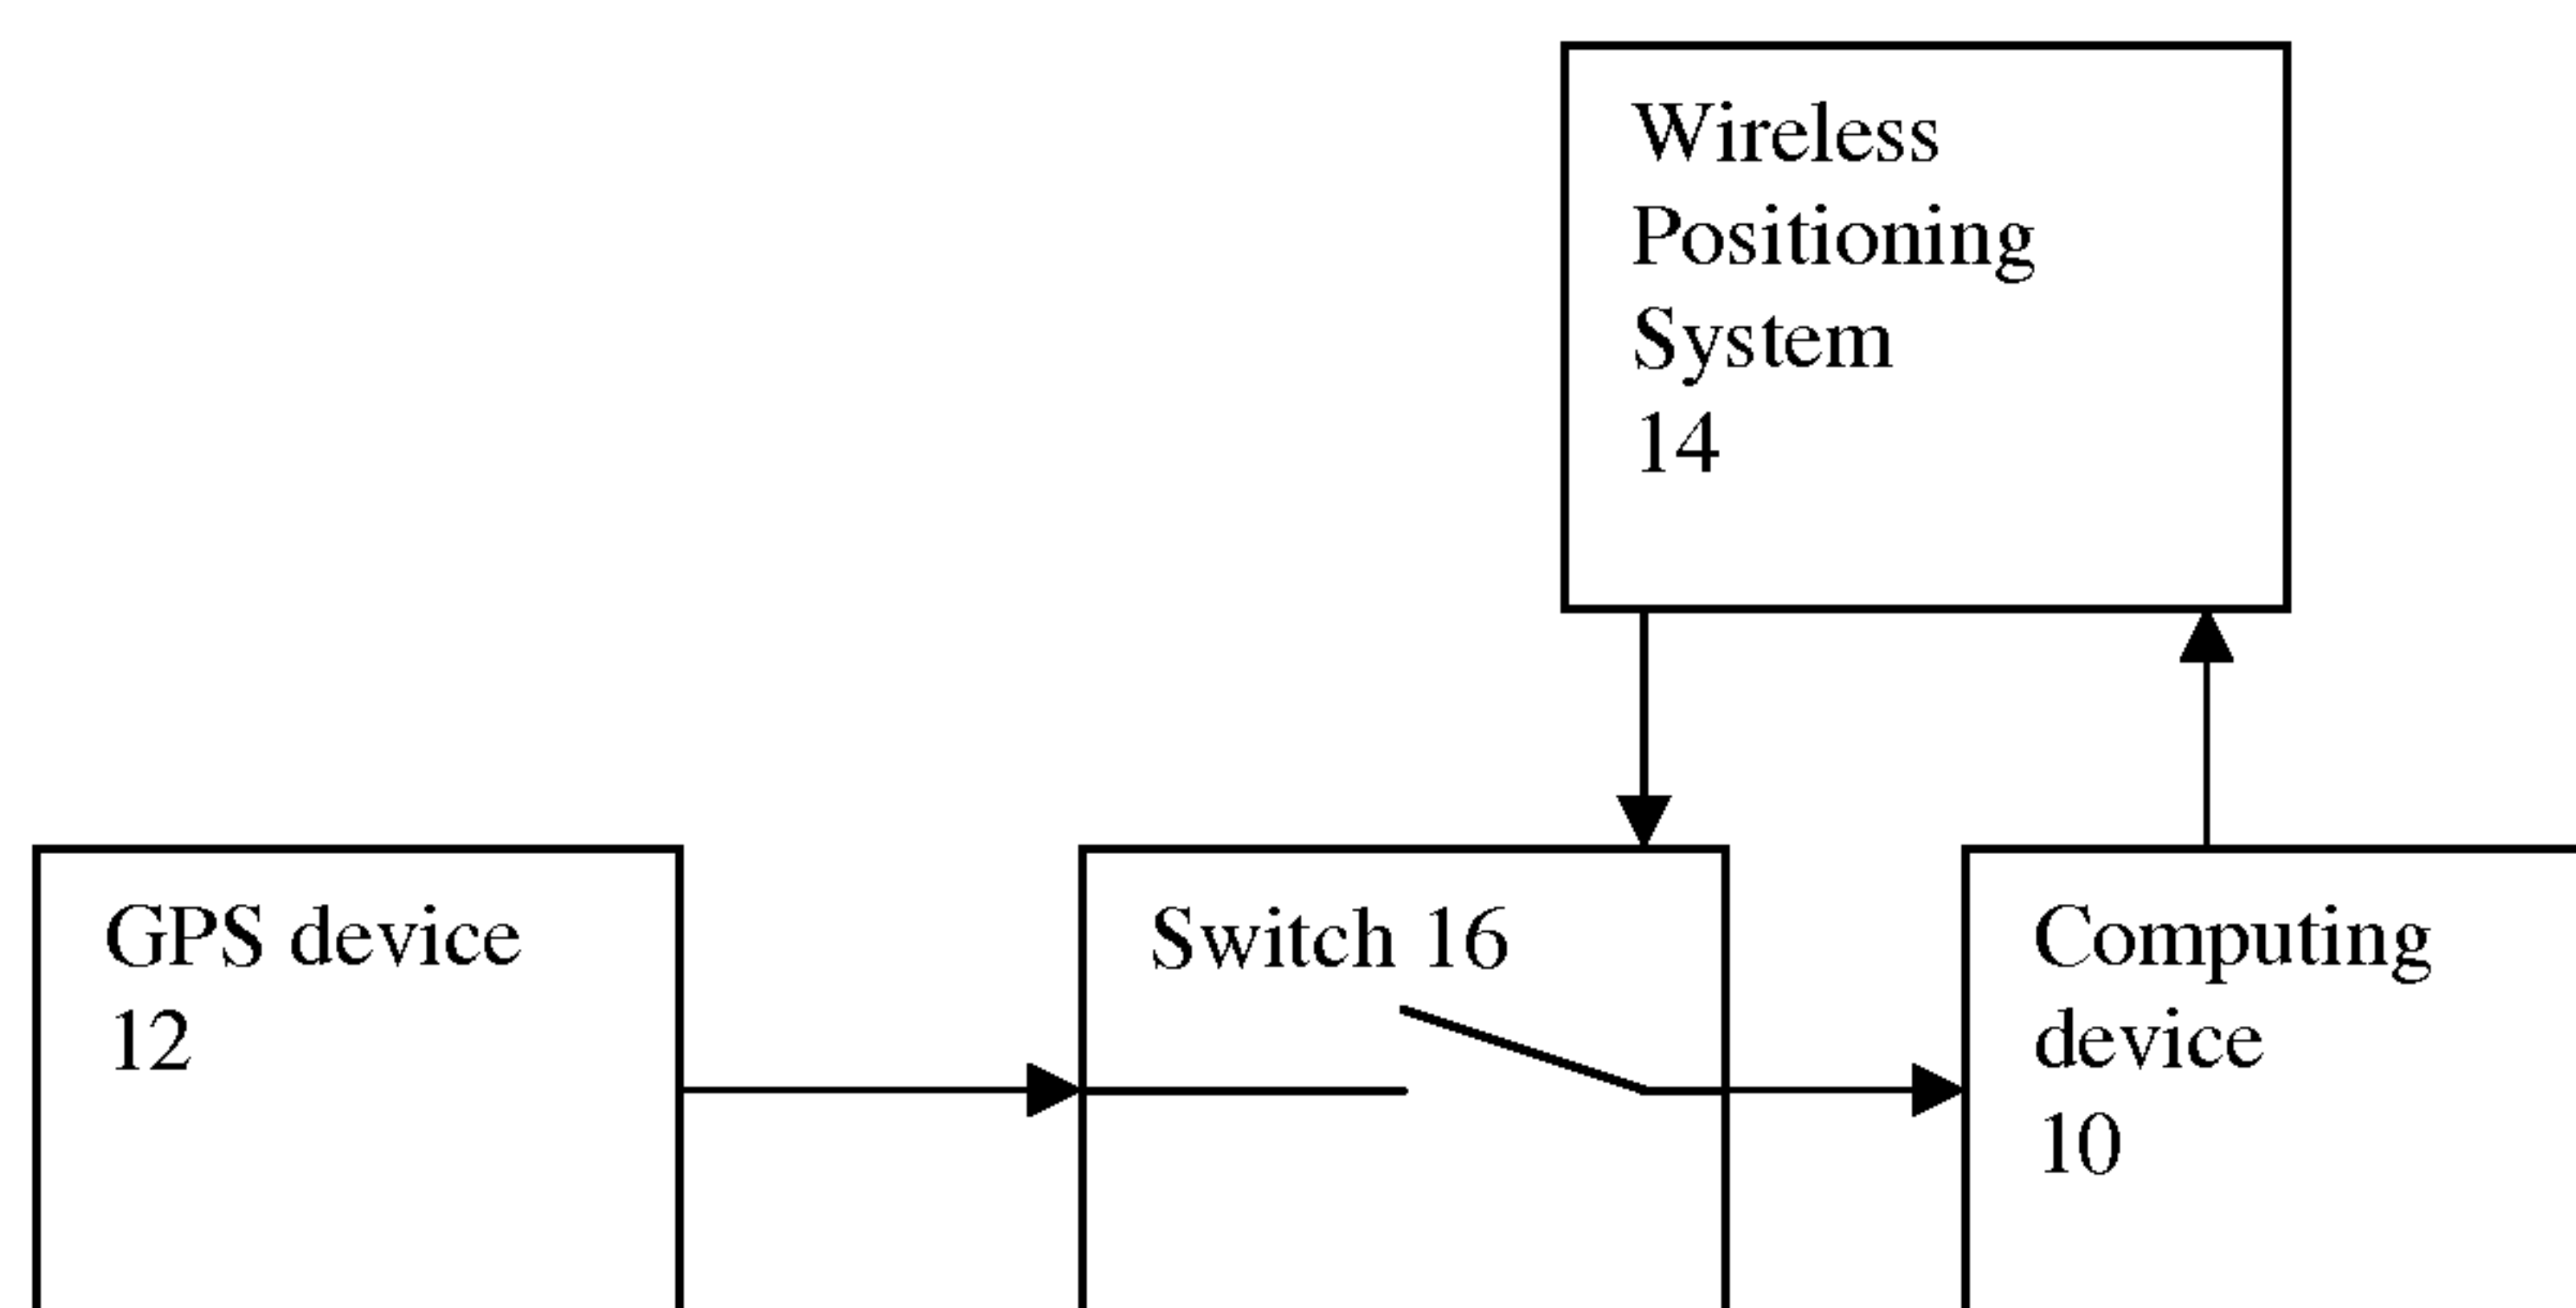 Wireless
Positioning
System
14
GPS device
12
Switch 16
Computing
device
10